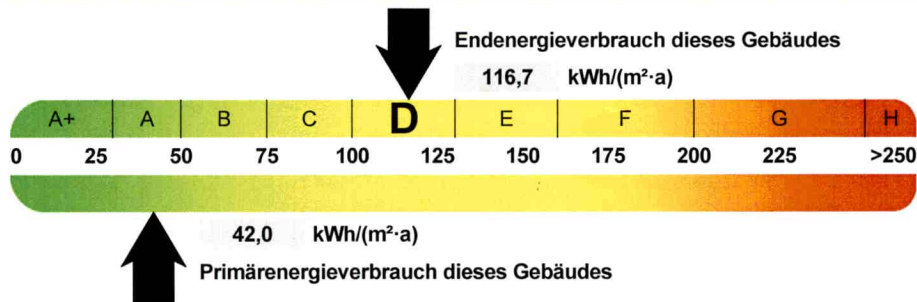 Endenergieverbrauch dieses Gebäudes
116,7 kWh/(m²·a)
A+ A B C D E F G H
0 25 50 75 100 125 150 175 200 225 >250
42,0 kWh/(m²·a)
Primärenergieverbrauch dieses Gebäudes